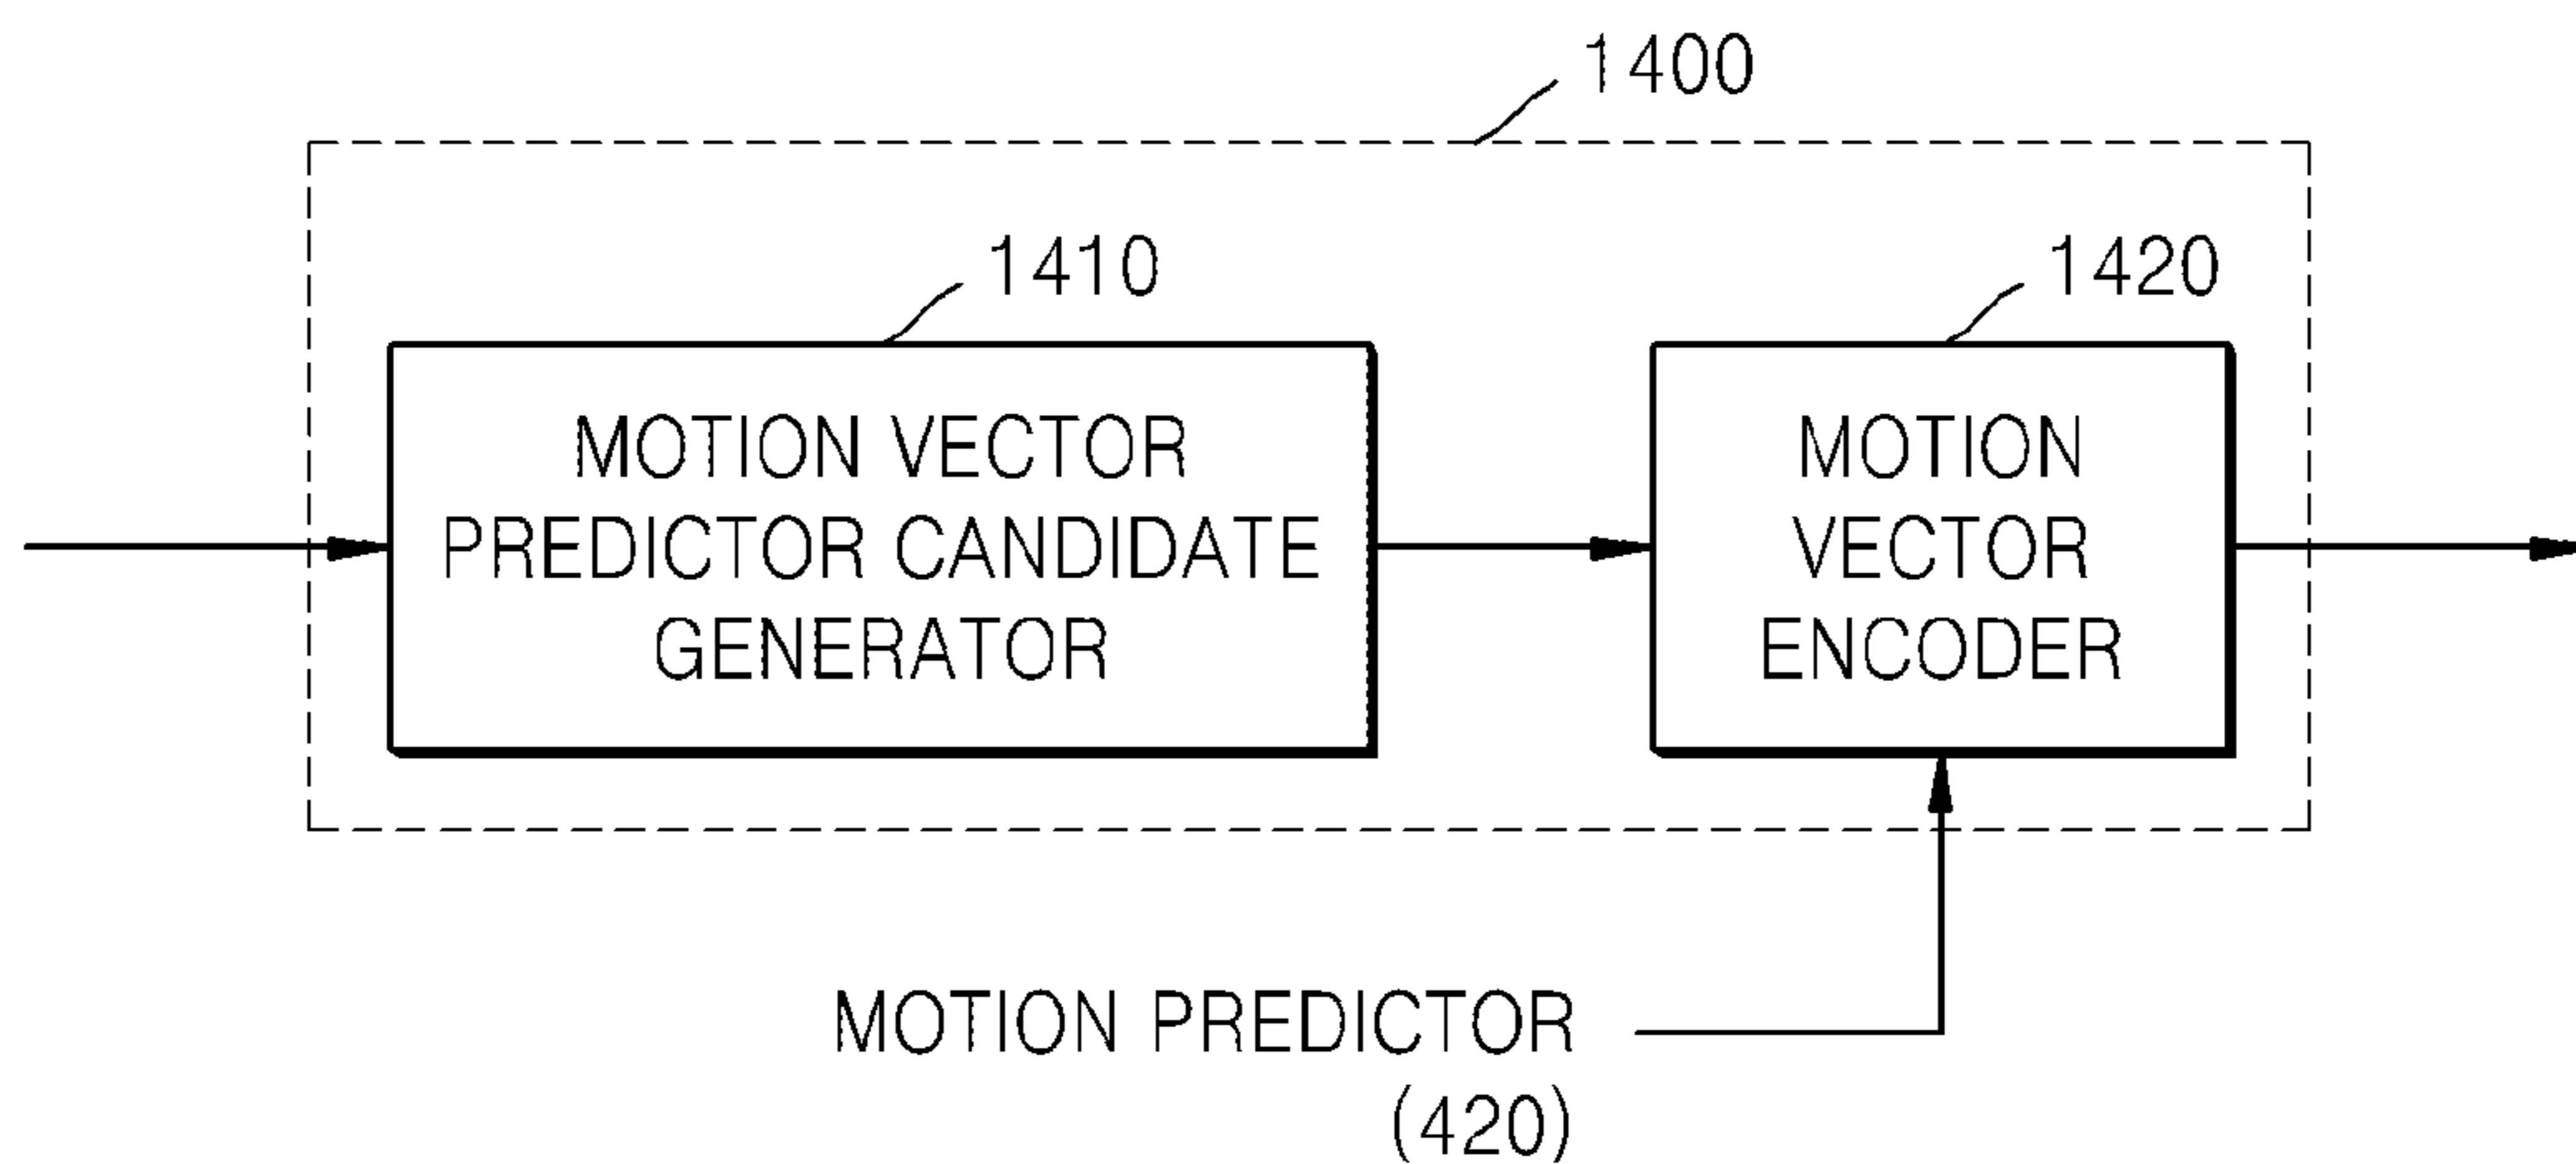 1400
1410
1420
MOTION VECTOR
PREDICTOR CANDIDATE
GENERATOR
MOTION
VECTOR
ENCODER
MOTION PREDICTOR
(420)